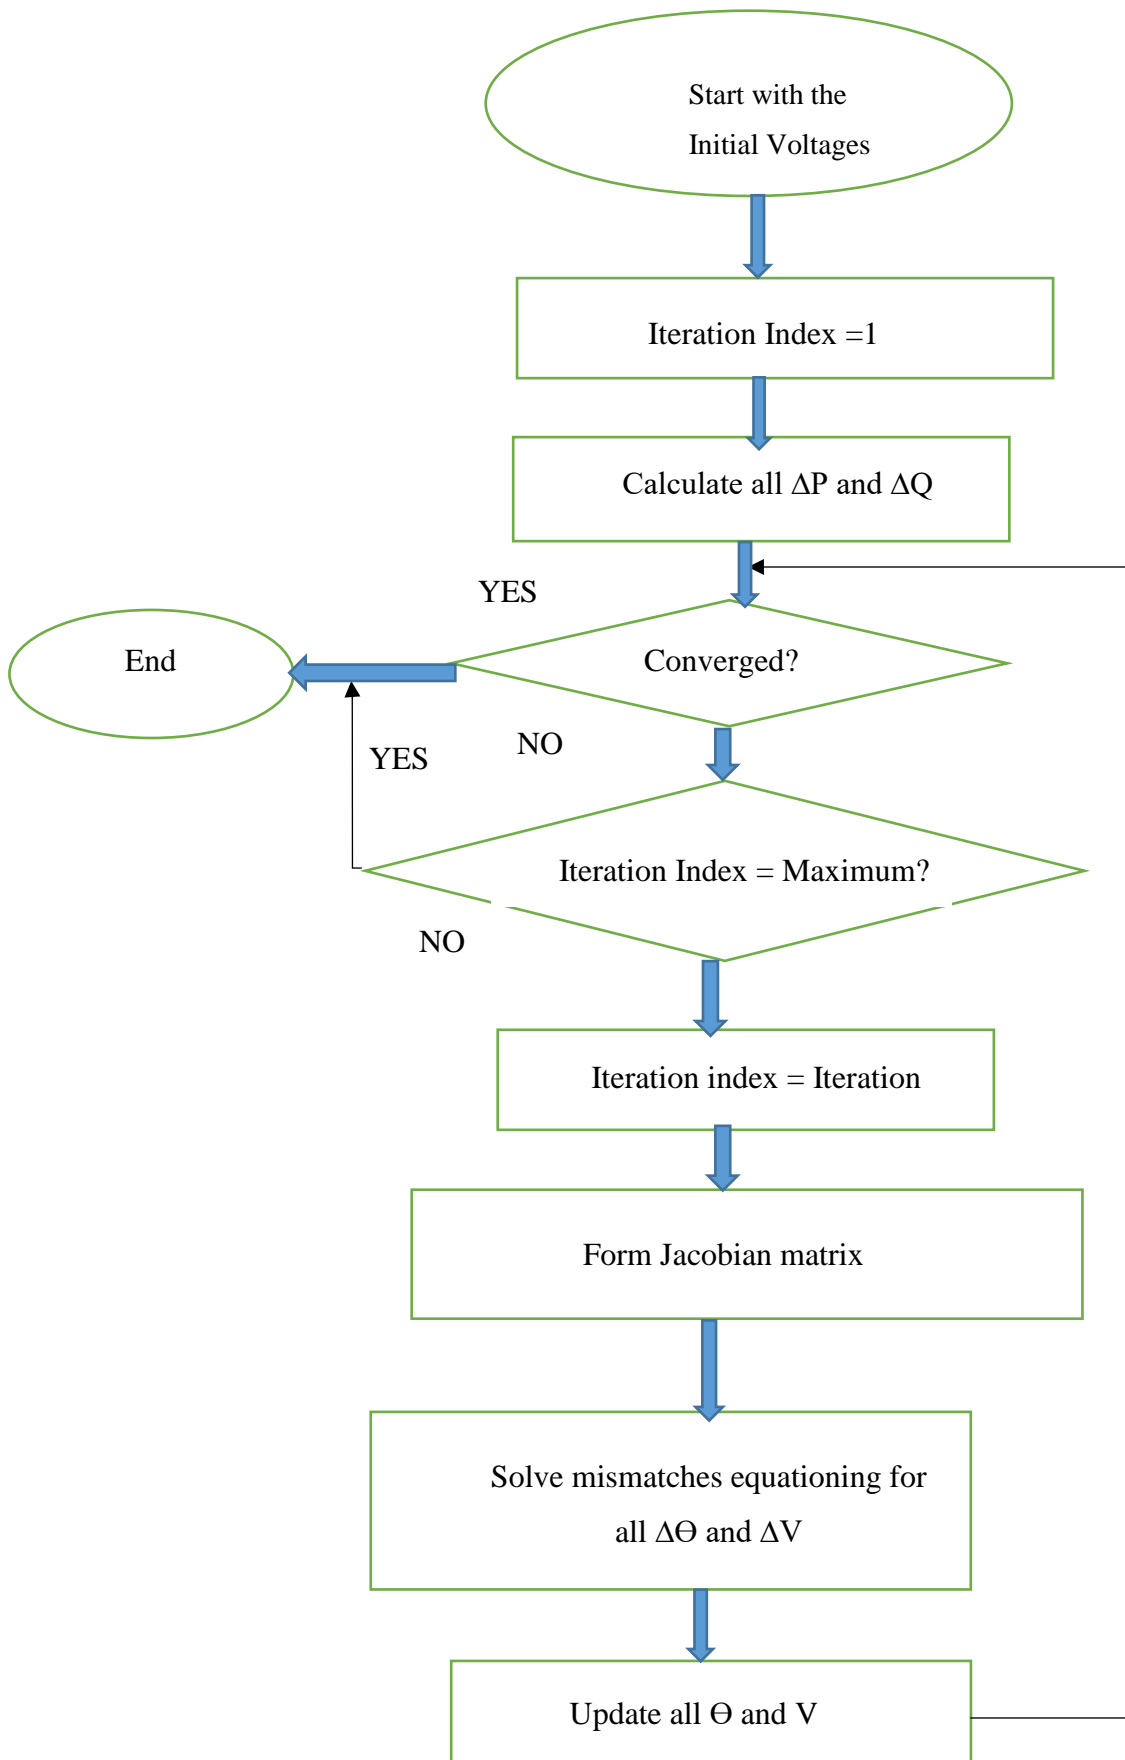 Start with the
Initial Voltages
Iteration Index =1
Calculate all ΔP and ΔQ
YES
End
Converged?
NO
YES
Iteration Index = Maximum?
NO
Iteration index = Iteration
Form Jacobian matrix
Solve mismatches equationing for
all ΔӨ and ΔV
Update all Ө and V